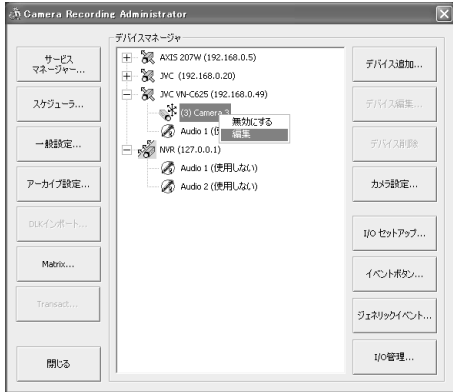 Camera Recording Administrator
デバイスマネージャ
サービス
マネージャー...
スケジューラ...
一般設定...
アーカイブ設定...
DLKインポート...
Matrix...
Transact...
閉じる
AXIS 207W (192.168.0.5)
JVC (192.168.0.20)
JVC VN-C625 (192.168.0.49)
(3) Camera
Audio 1
無効にする
編集
NVR (127.0.0.1)
Audio 1 (使用しない)
Audio 2 (使用しない)
デバイス追加...
デバイス編集...
デバイス削除
カメラ設定...
I/O セットアップ...
イベントボタン...
ジェネリックイベント...
I/O管理...